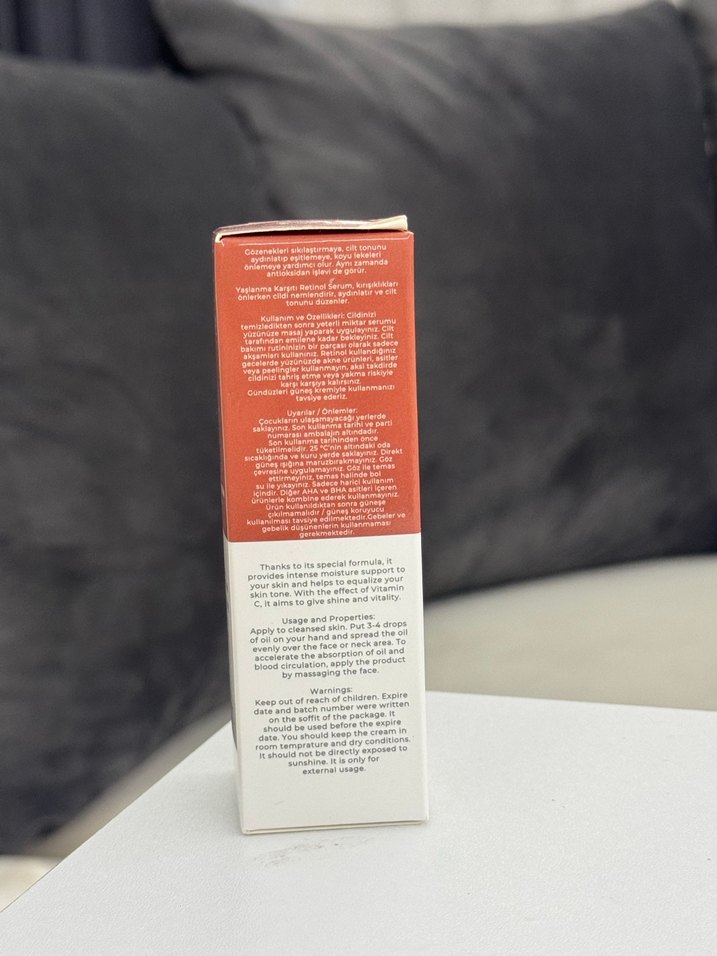 Gözenekleri sıkılaştırmaya, cilt tonunu
aydınlatıp eşitlemeye, koyu lekeleri
önlemeye yardımcı olur. Aynı zamanda
antioksidan işlevi de görür.
Yaşlanma Karşıtı Retinol Serum, kırışıklıkları
önlerken cildi nemlendirir, aydınlatır ve cilt
tonunu düzenler.
Kullanım ve Özellikleri: Cildinizi
temizledikten sonra yeterli miktar serumu
yüzünüze masaj yaparak uygulayınız. Cilt
tarafından emilene kadar bekleyiniz. Cilt
bakımı rutininizin bir parçası olarak sadece
akşamları kullanınız. Retinol kullandığınız
gecelerde yüzünüzde akne ürünleri, asitler
veya peelingler kullanmayın, aksi takdirde
cildinizi tahriş etme veya yakma riskiyle
karşı karşıya kalırsınız.
Gündüzleri güneş kremiyle kullanmanızı
tavsiye ederiz.
Uyarılar / Önlemler:
Çocukların ulaşamayacağı yerlerde
saklayınız. Son kullanma tarihi ve parti
numarası ambalajın altındadır.
Son kullanma tarihinden önce
tüketilmelidir. 25 °C'nin altındaki oda
sıcaklığında ve kuru yerde saklayınız. Direkt
güneş ışığına maruzbırakmayınız. Göz
çevresine uygulamayınız. Göz ile temas
ettirmeyiniz, temas halinde bol
su ile yıkayınız. Sadece harici kullanım
içindir. Diğer AHA ve BHA asitleri içeren
ürünlerle kombine ederek kullanmayınız.
Ürün kullanıldıktan sonra güneşe
çıkılmamalıdır / güneş koruyucu
kullanılması tavsiye edilmektedir.Gebeler ve
gebelik düşünenlerin kullanmaması
gerekmektedir.
Thanks to its special formula, it
provides intense moisture support to
your skin and helps to equalize your
skin tone. With the effect of Vitamin
C, it aims to give shine and vitality.
Usage and Properties:
Apply to cleansed skin. Put 3-4 drops
of oil on your hand and spread the oil
evenly over the face or neck area. To
accelerate the absorption of oil and
blood circulation, apply the product
by massaging the face.
Warnings:
Keep out of reach of children. Expire
date and batch number were written
on the soffit of the package. It
should be used before the expire
date. You should keep the cream in
room temprature and dry conditions.
It should not be directly exposed to
sunshine. It is only for
external usage.